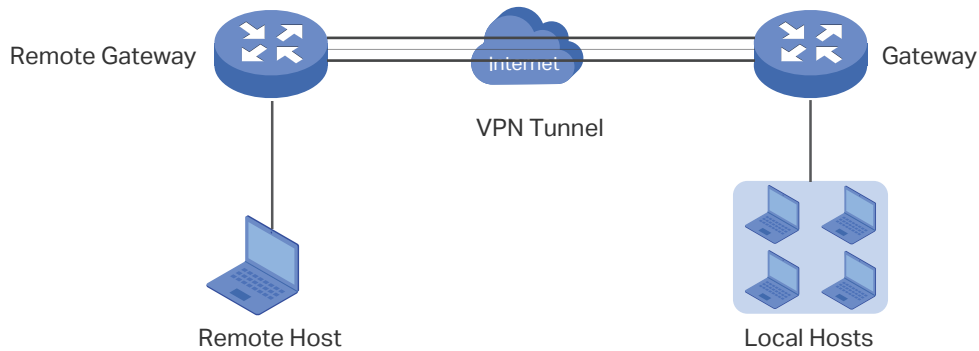 Remote Gateway
internet
Gateway
VPN Tunnel
Remote Host
Local Hosts